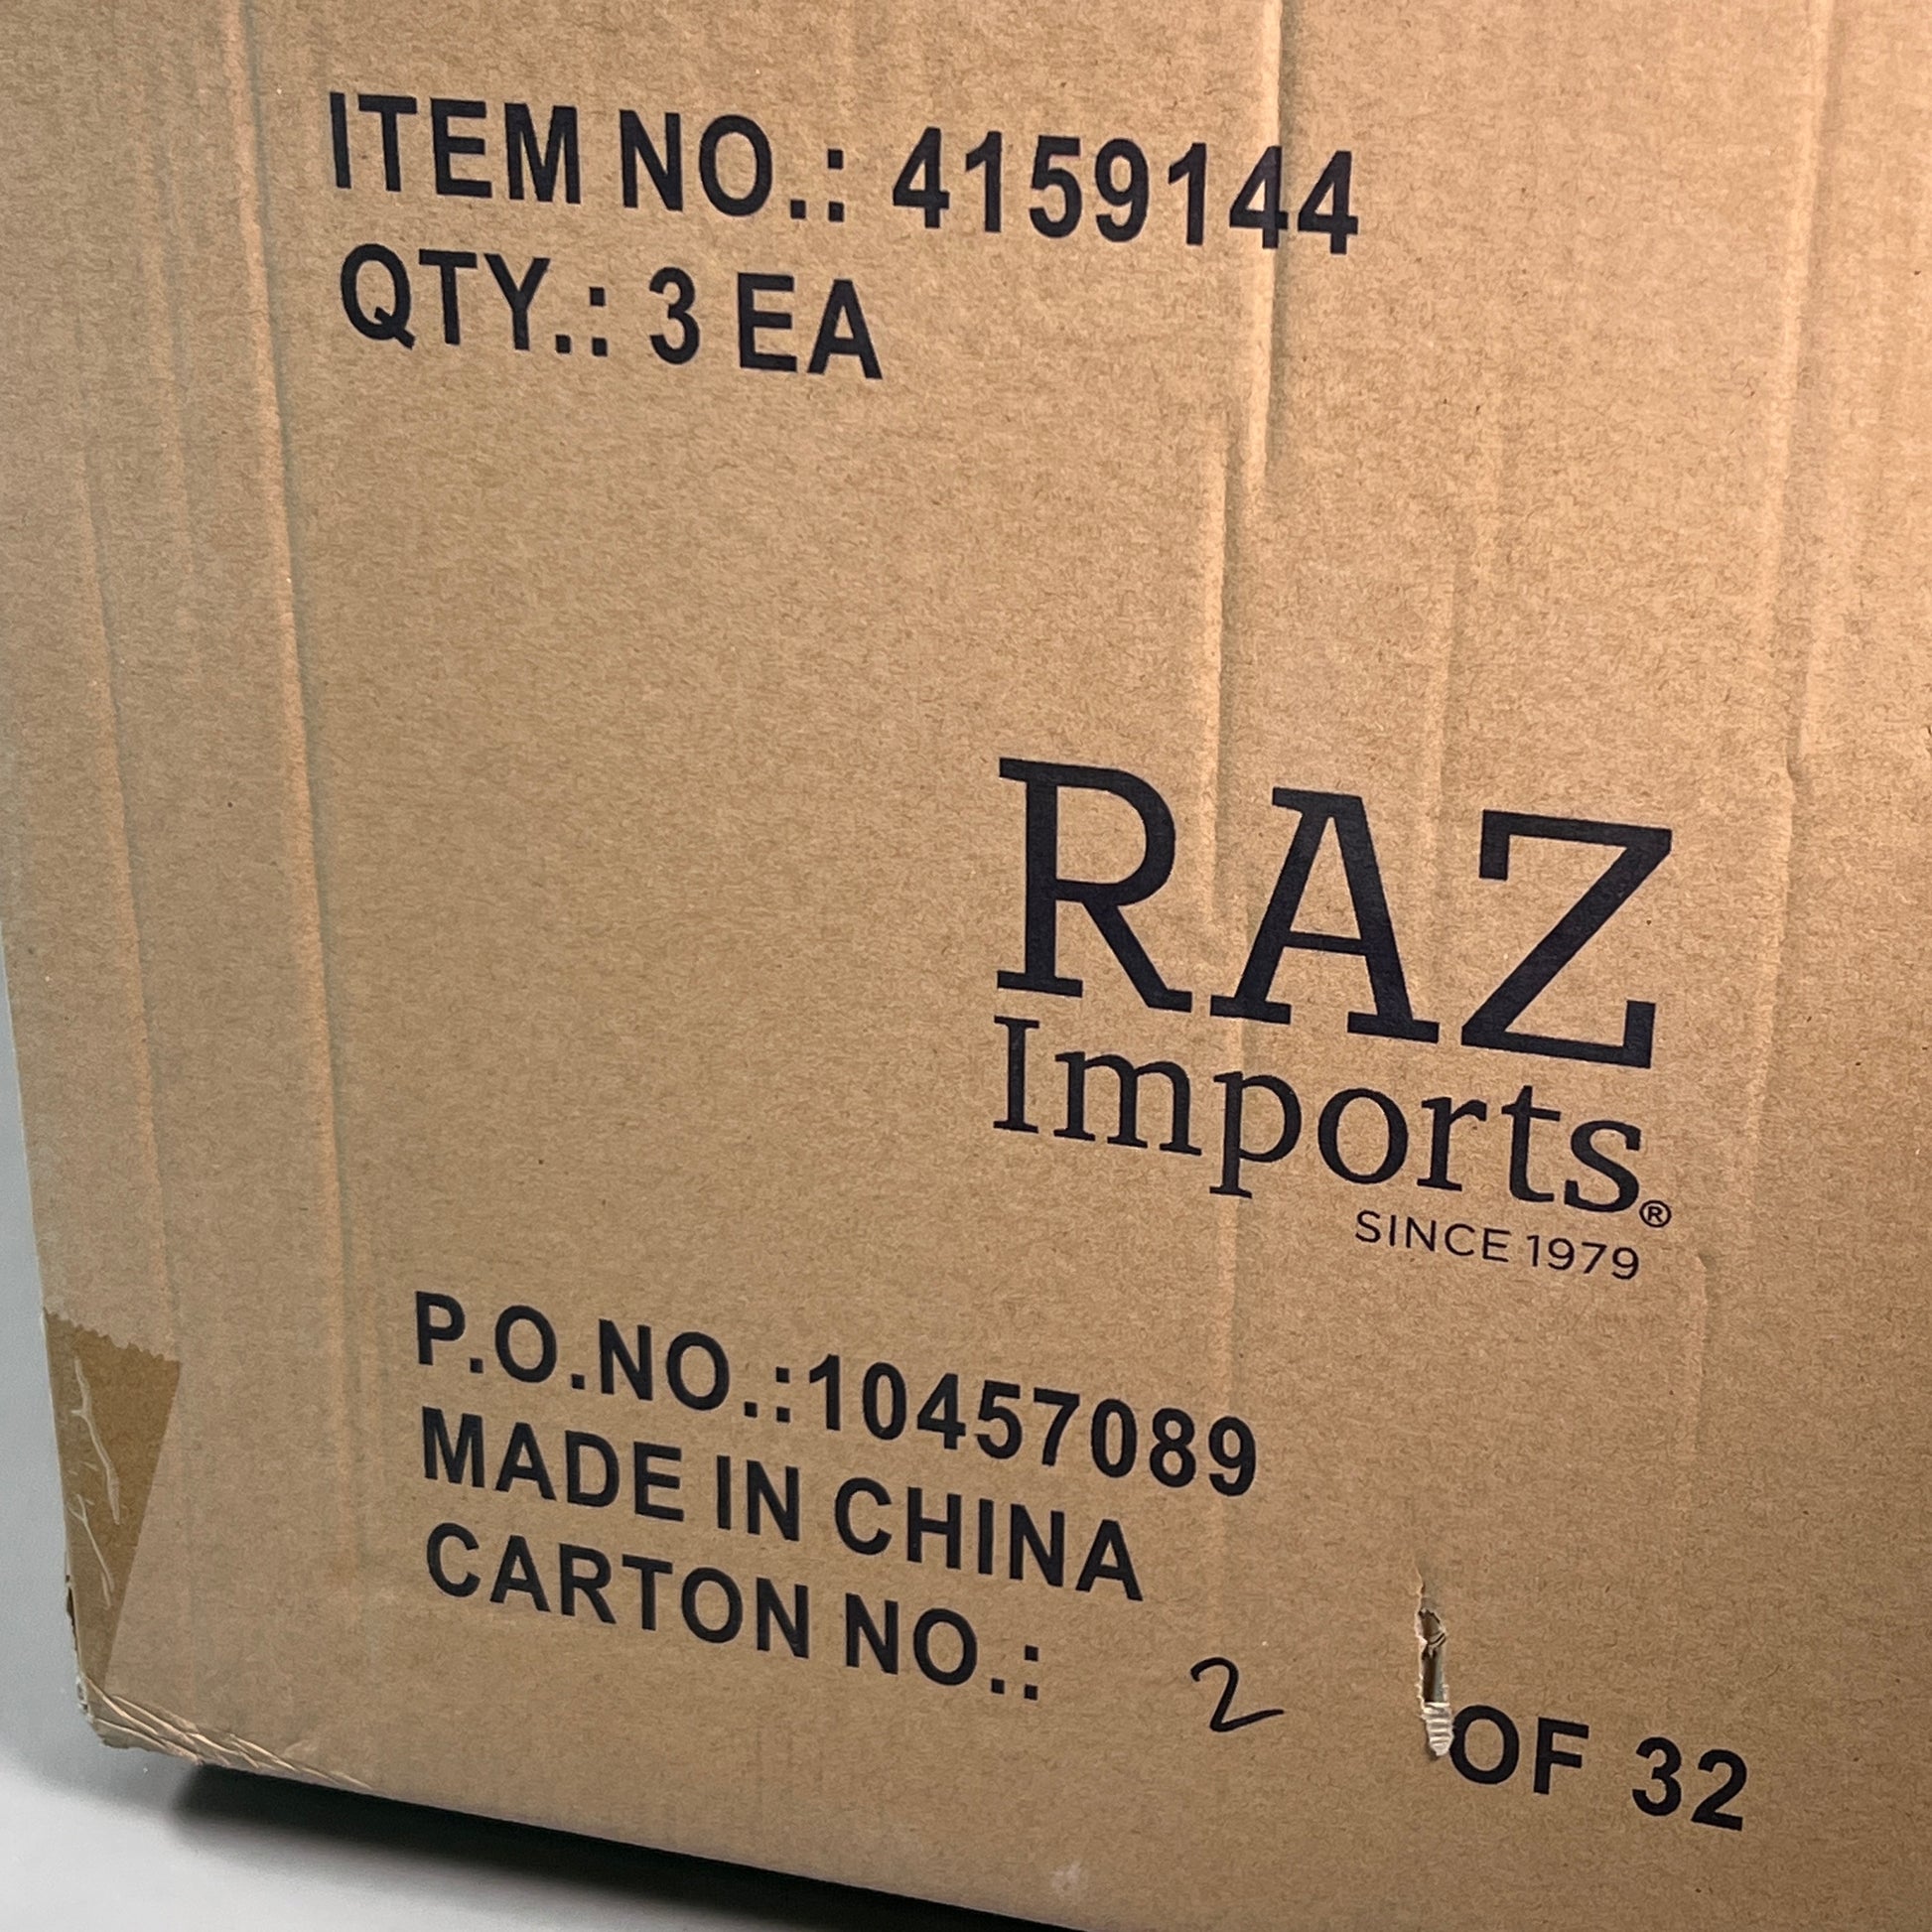 ITEM NO.: 4159144
QTY.: 3 EA
RAZ
Imports®
SINCE 1979
P.O.NO.:10457089
MADE IN CHINA
CARTON NO.: 2 OF 32